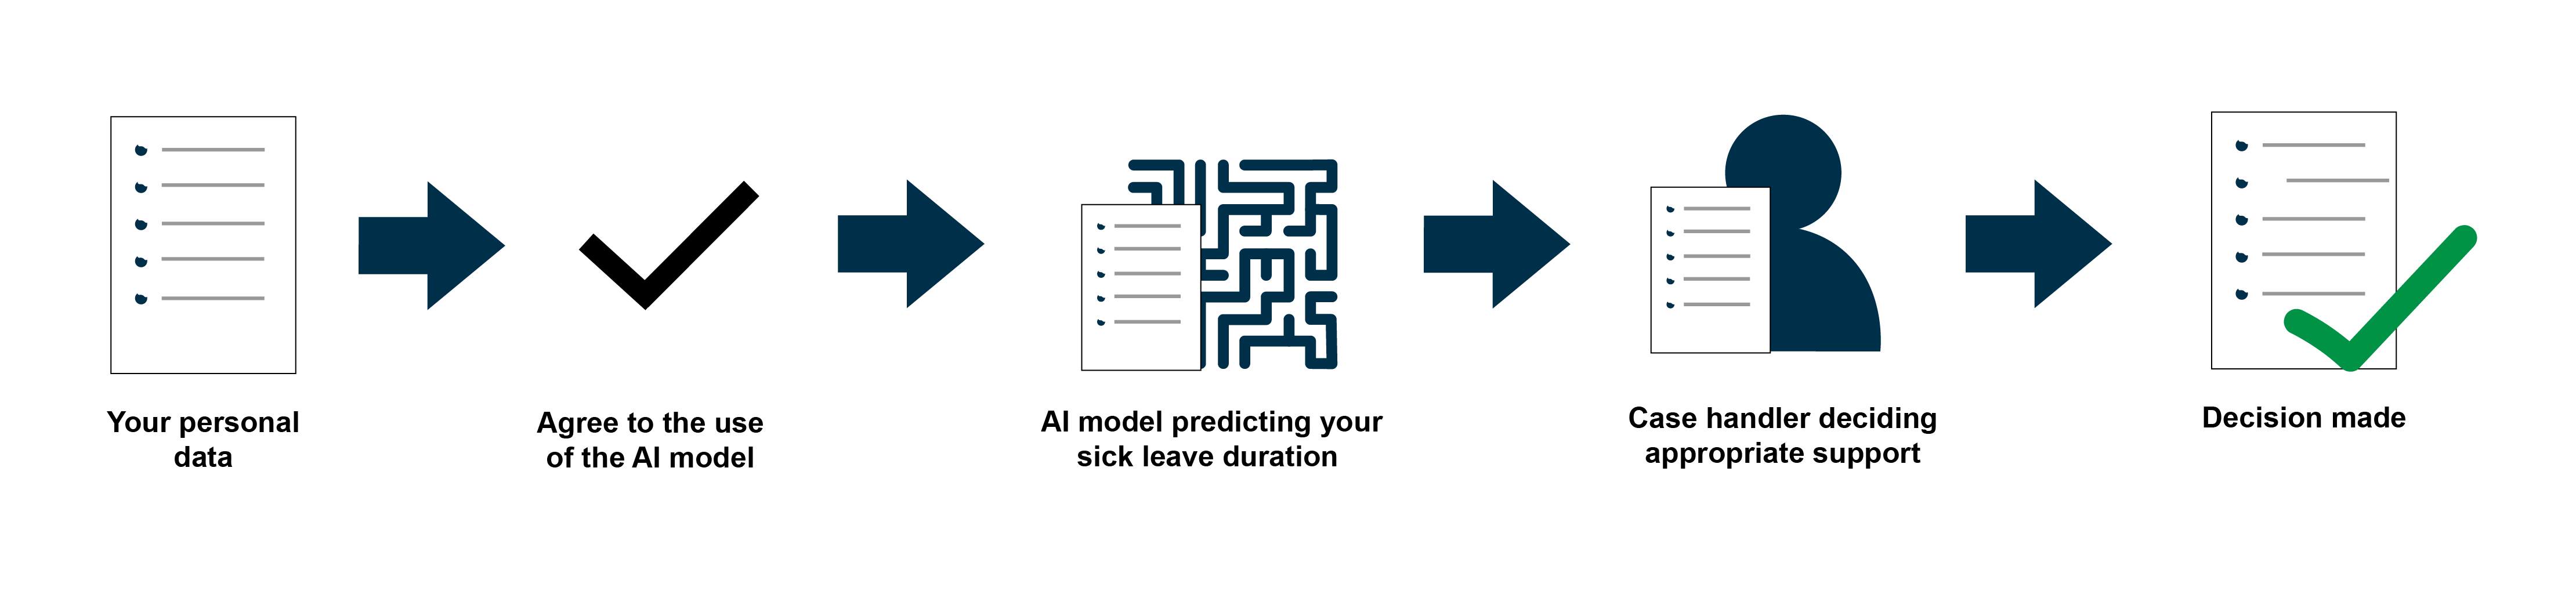 Your personal
data
Agree to the use
of the AI model
AI model predicting your
sick leave duration
Case handler deciding
appropriate support
Decision made